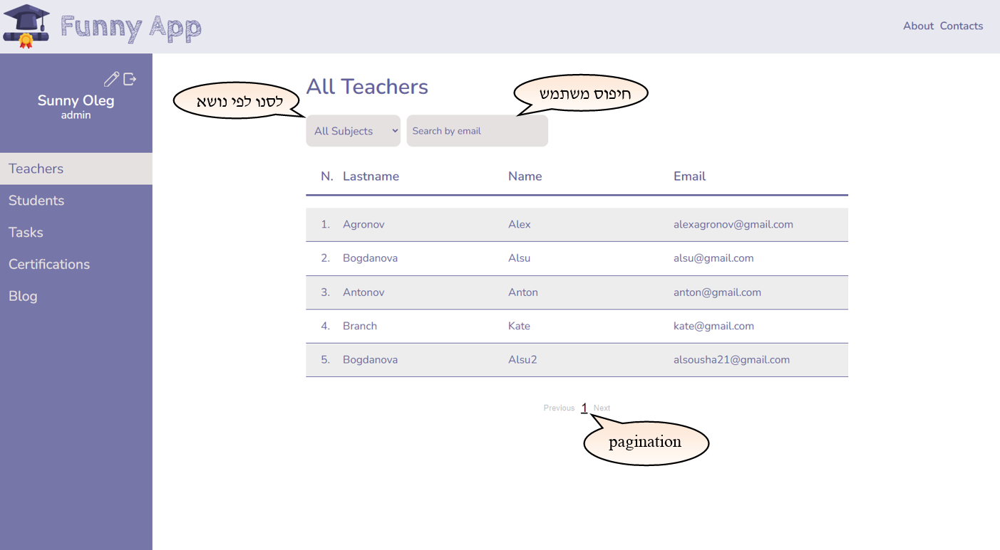 Funny App
About Contacts
Sunny Oleg
admin
Teachers
Students
Tasks
Certifications
Blog
All Teachers
לסנו לפי נושא
חיפוס משתמש
All Subjects
Search by email
N. Lastname Name Email
1. Agronov Alex alexagronov@gmail.com
2. Bogdanova Alsu alsu@gmail.com
3. Antonov Anton anton@gmail.com
4. Branch Kate kate@gmail.com
5. Bogdanova Alsu2 alsousha21@gmail.com
Previous 1 Next
pagination